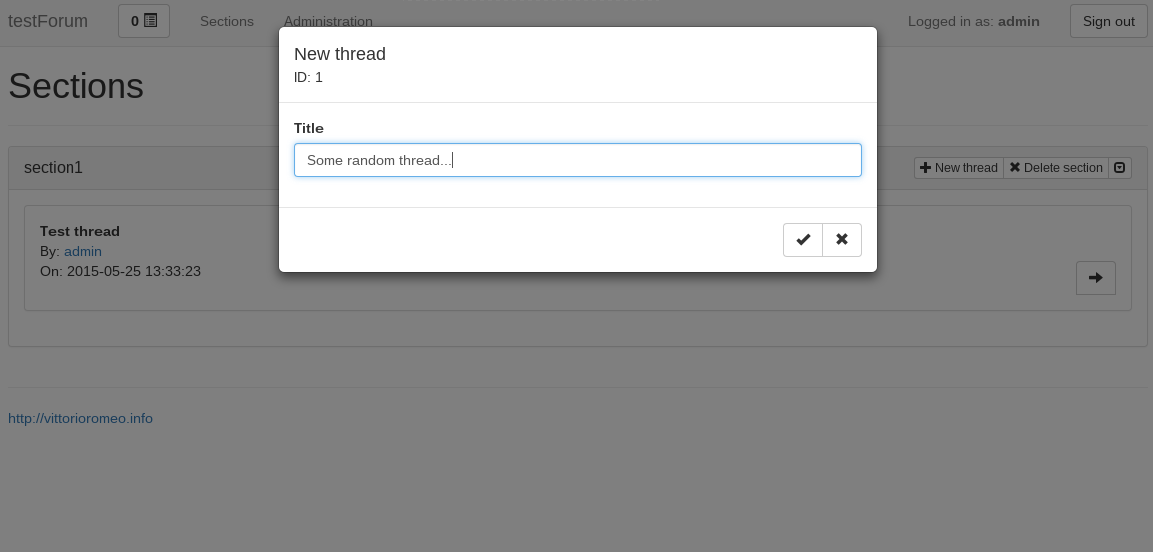 testForum 0 Sections Administration Logged in as: admin Sign out
New thread
ID: 1
Title
Some random thread...
Sections
section1 New thread Delete section
Test thread
By: admin
On: 2015-05-25 13:33:23
http://vittorioromeo.info